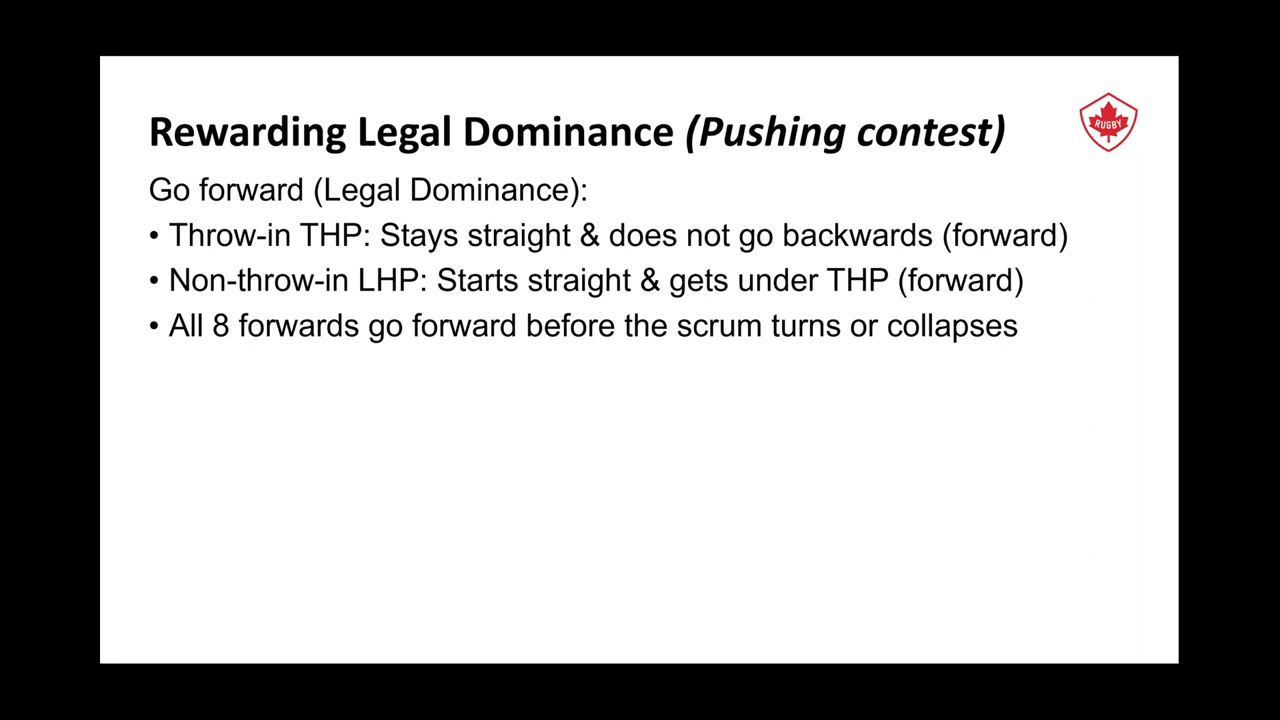 Rewarding Legal Dominance (Pushing contest)
RUGBY
Go forward (Legal Dominance):
• Throw-in THP: Stays straight & does not go backwards (forward)
• Non-throw-in LHP: Starts straight & gets under THP (forward)
• All 8 forwards go forward before the scrum turns or collapses